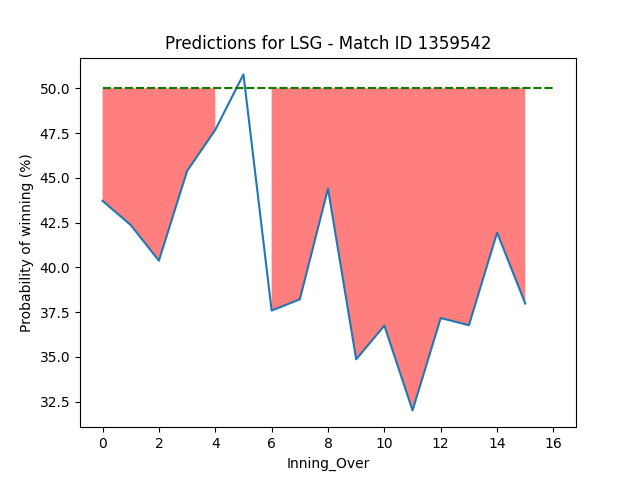 Predictions for LSG - Match ID 1359542
50.0
47.5
45.0
42.5
40.0
37.5
35.0
32.5
Probability of winning (%)
0 2 4 6 8 10 12 14 16
Inning_Over